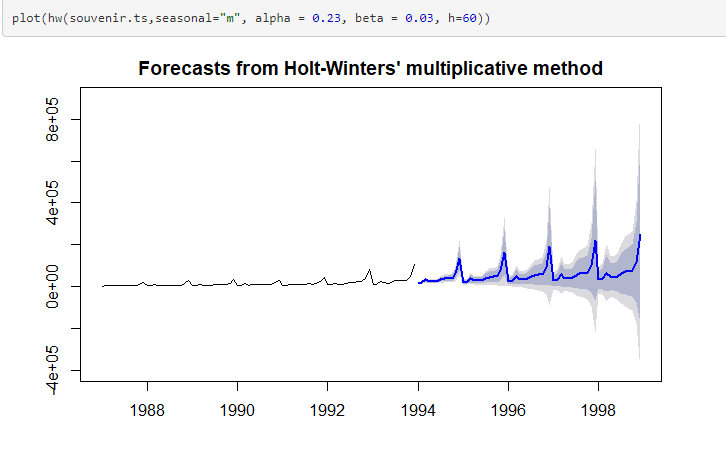 plot(hw(souvenir.ts,seasonal="m", alpha = 0.23, beta = 0.03, h=60))
Forecasts from Holt-Winters' multiplicative method
8e+05
4e+05
0e+00
-4e+05
1988 1990 1992 1994 1996 1998